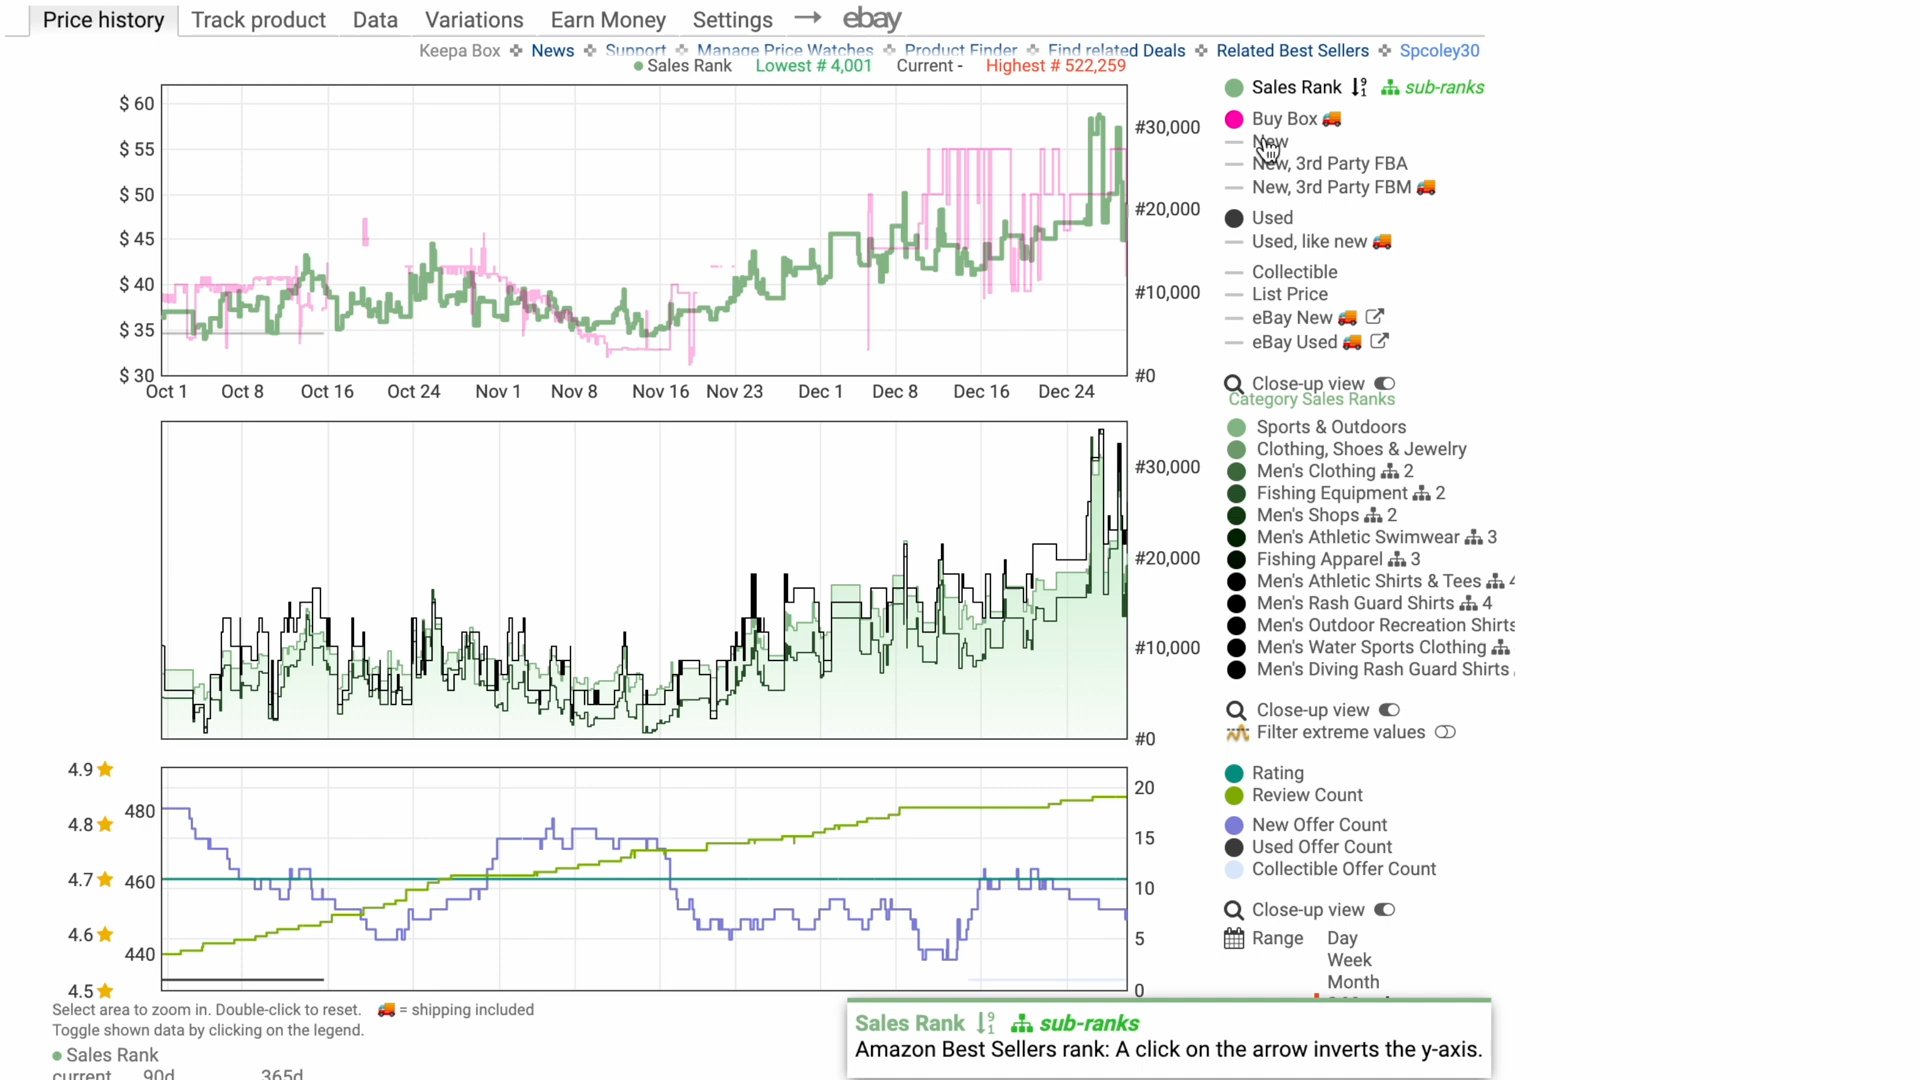 Price history Track product Data Variations Earn Money Settings → ebay
Keepa Box News Support Manage Price Watches Product Finder Find related Deals Related Best Sellers Spcoley30
Sales Rank Lowest # 4,001 Current - Highest # 522,259
$ 60
$ 55
$ 50
$ 45
$ 40
$ 35
$ 30
#30,000
#20,000
#10,000
#0
Oct 1 Oct 8 Oct 16 Oct 24 Nov 1 Nov 8 Nov 16 Nov 23 Dec 1 Dec 8 Dec 16 Dec 24
Sales Rank sub-ranks
Buy Box
New
New, 3rd Party FBA
New, 3rd Party FBM
Used
Used, like new
Collectible
List Price
eBay New
eBay Used
Close-up view
Category Sales Ranks
#30,000
#20,000
#10,000
#0
Sports & Outdoors
Clothing, Shoes & Jewelry
Men's Clothing 2
Fishing Equipment 2
Men's Shops 2
Men's Athletic Swimwear 3
Fishing Apparel 3
Men's Athletic Shirts & Tees 4
Men's Rash Guard Shirts 4
Men's Outdoor Recreation Shirts
Men's Water Sports Clothing
Men's Diving Rash Guard Shirts
Close-up view
Filter extreme values
4.9
4.8
4.7
4.6
4.5
480
460
440
20
15
10
5
0
Rating
Review Count
New Offer Count
Used Offer Count
Collectible Offer Count
Close-up view
Range Day
Week
Month
Select area to zoom in. Double-click to reset. = shipping included
Toggle shown data by clicking on the legend.
Sales Rank
current 90d 365d
Sales Rank sub-ranks
Amazon Best Sellers rank: A click on the arrow inverts the y-axis.